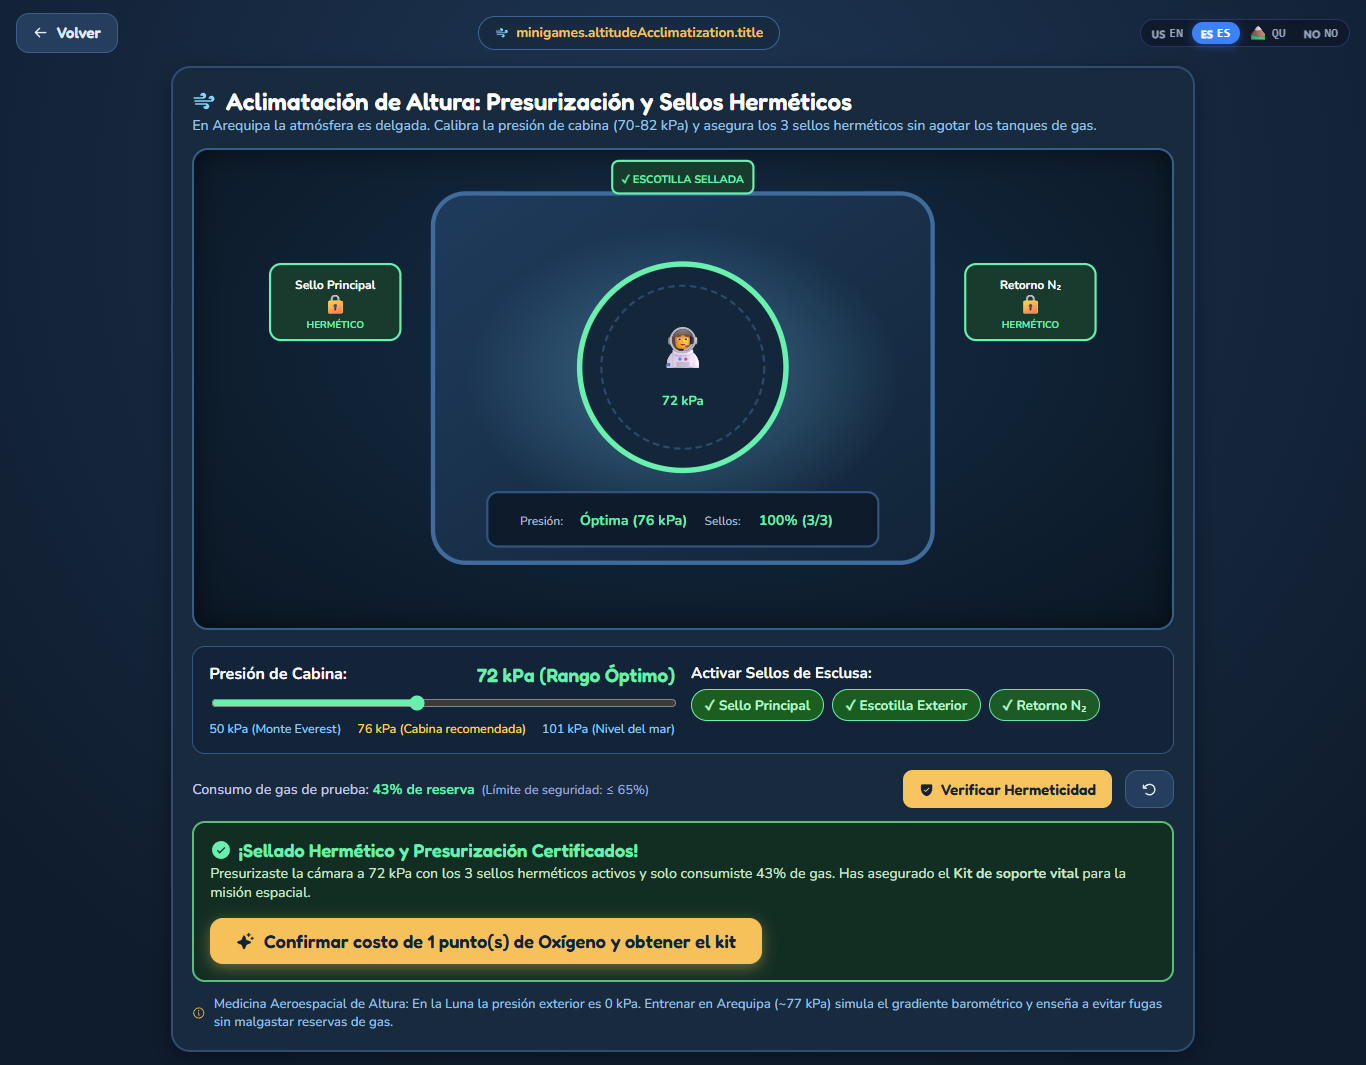 Volver
minigames.altitudeAcclimatization.title
US EN
ES ES
QU
NO NO
Aclimatación de Altura: Presurización y Sellos Herméticos
En Arequipa la atmósfera es delgada. Calibra la presión de cabina (70-82 kPa) y asegura los 3 sellos herméticos sin agotar los tanques de gas.
✓ ESCOTILLA SELLADA
Sello Principal
HERMÉTICO
Retorno N₂
HERMÉTICO
72 kPa
Presión: Óptima (76 kPa) Sellos: 100% (3/3)
Presión de Cabina: 72 kPa (Rango Óptimo)
50 kPa (Monte Everest) 76 kPa (Cabina recomendada) 101 kPa (Nivel del mar)
Activar Sellos de Esclusa:
✓ Sello Principal ✓ Escotilla Exterior ✓ Retorno N₂
Consumo de gas de prueba: 43% de reserva (Límite de seguridad: ≤ 65%)
Verificar Hermeticidad
¡Sellado Hermético y Presurización Certificados!
Presurizaste la cámara a 72 kPa con los 3 sellos herméticos activos y solo consumiste 43% de gas. Has asegurado el Kit de soporte vital para la
misión espacial.
Confirmar costo de 1 punto(s) de Oxígeno y obtener el kit
Medicina Aeroespacial de Altura: En la Luna la presión exterior es 0 kPa. Entrenar en Arequipa (~77 kPa) simula el gradiente barométrico y enseña a evitar fugas
sin malgastar reservas de gas.